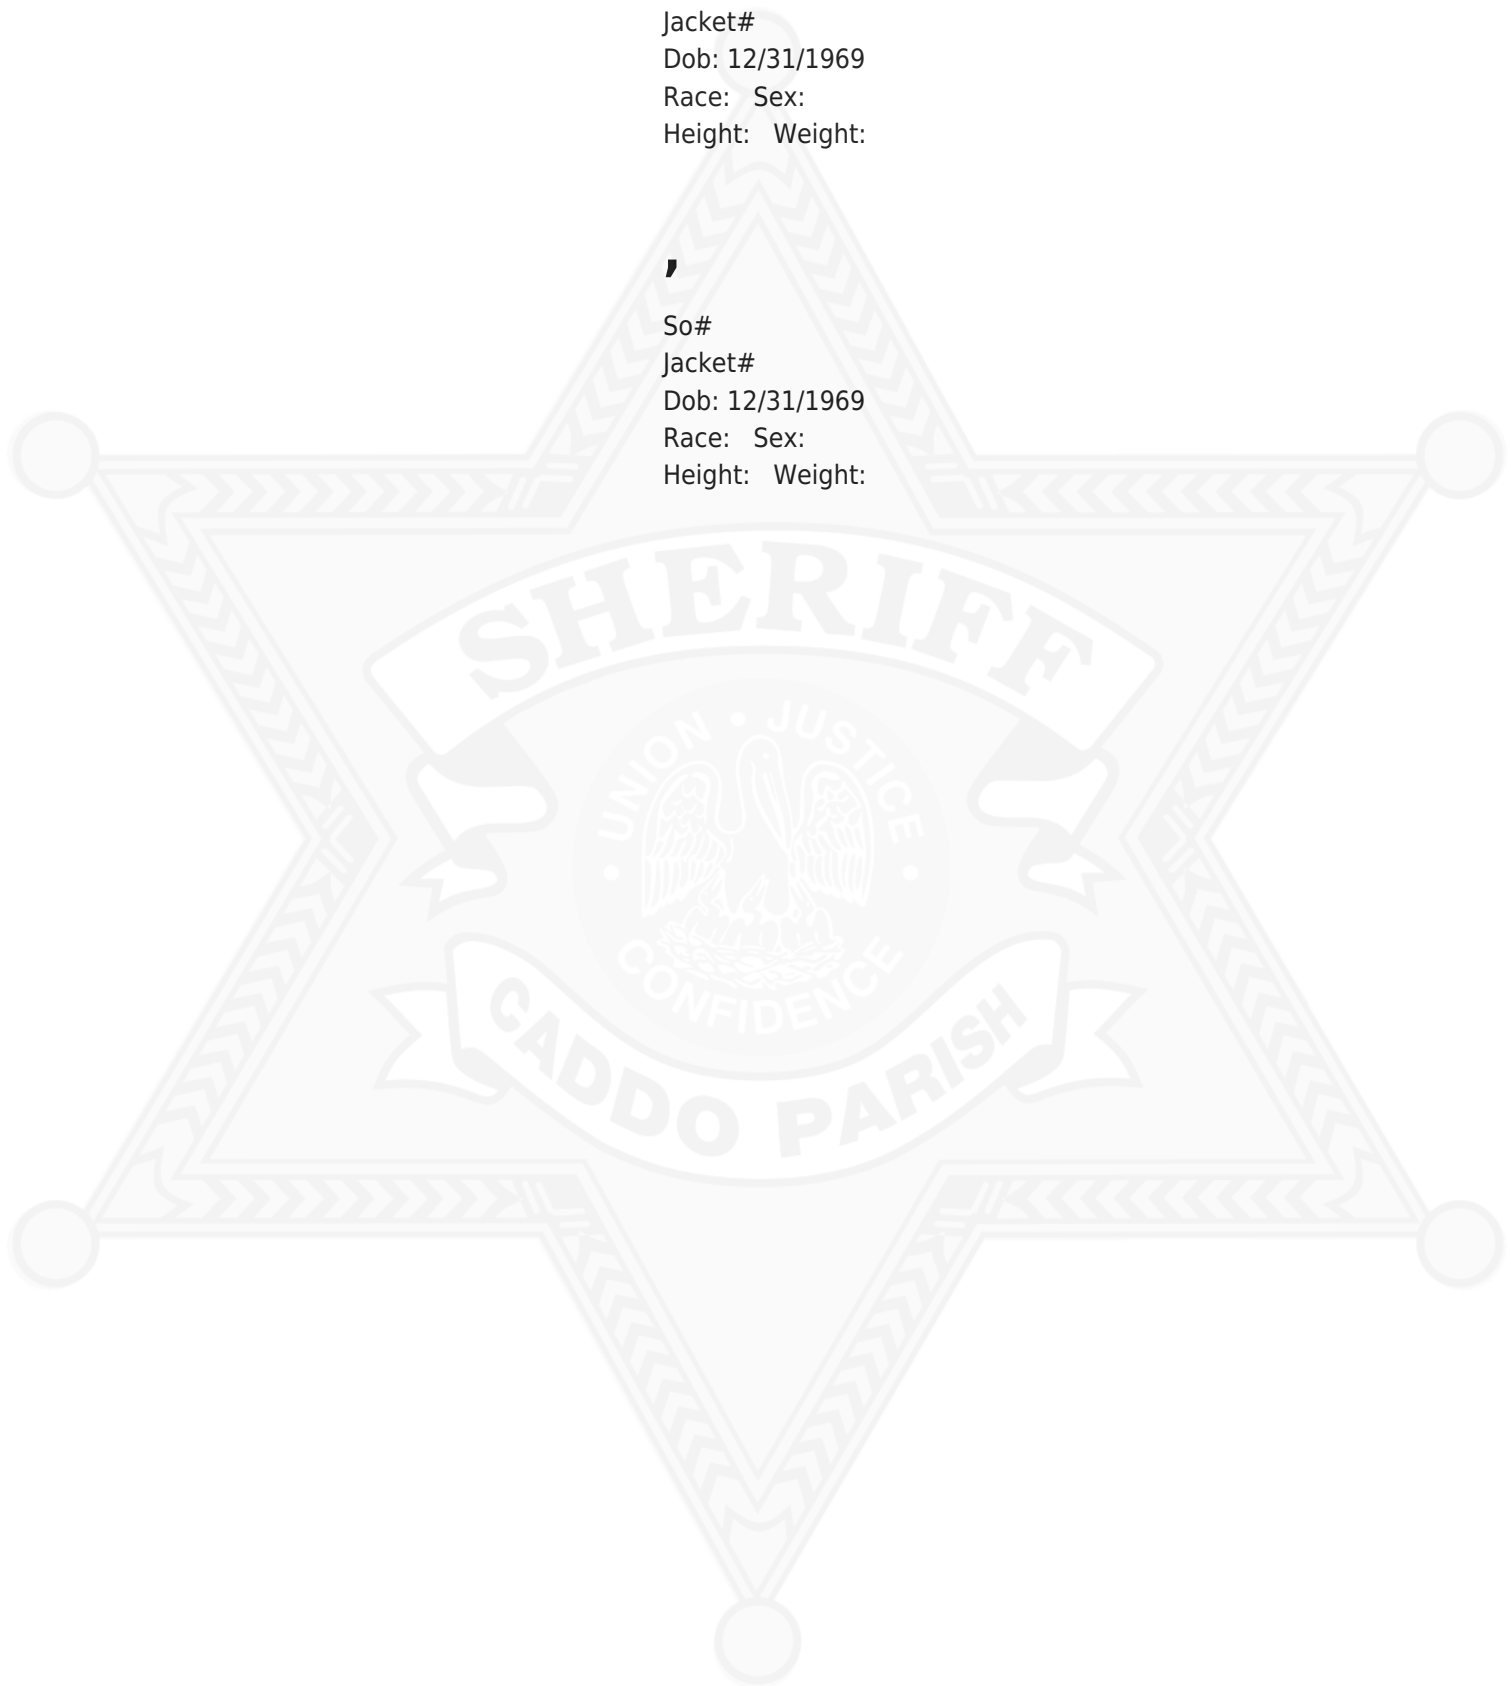 Jacket#
Dob: 12/31/1969
Race: Sex:
Height: Weight:
,
So#
Jacket#
Dob: 12/31/1969
Race: Sex:
Height: Weight:
SHERIFF
UNION • JUSTICE
• CONFIDENCE •
CADDO PARISH